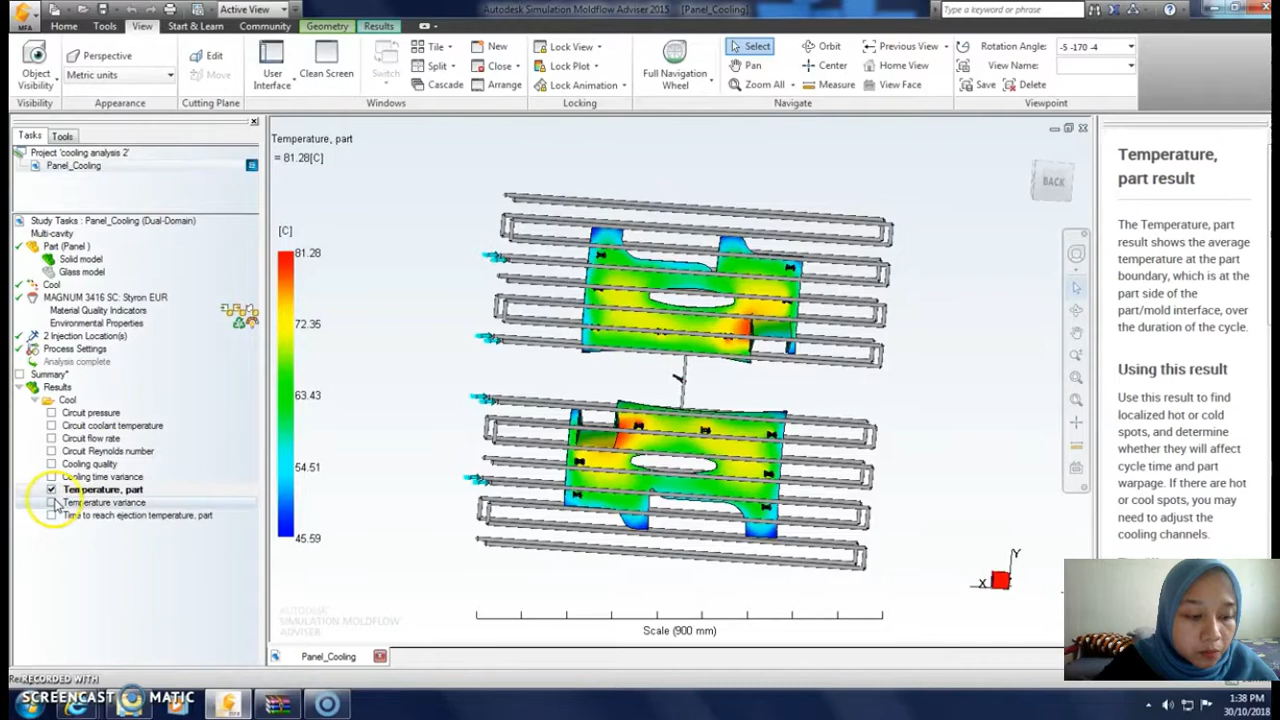 Active View
Autodesk Simulation Moldflow Adviser 2015 [Panel_Cooling]
Type a keyword or phrase
MFA
Home Tools View Start & Learn Community Geometry Results
Object Visibility
Visibility
Perspective
Metric units
Appearance
Edit
Move
Cutting Plane
User Interface
Clean Screen
Switch
Tile
Split
Cascade
New
Close
Arrange
Windows
Lock View
Lock Plot
Lock Animation
Locking
Full Navigation Wheel
Select
Pan
Zoom All
Orbit
Center
Measure
Previous View
Home View
View Face
Navigate
Rotation Angle: -5 -170 -4
View Name:
Save Delete
Viewpoint
Tasks Tools
Project 'cooling analysis 2'
Panel_Cooling
Study Tasks : Panel_Cooling (Dual-Domain)
Multi-cavity
Part (Panel )
Solid model
Glass model
Cool
MAGNUM 3416 SC: Styron EUR
Material Quality Indicators
Environmental Properties
2 Injection Location(s)
Process Settings
Analysis complete
Summary*
Results
Cool
Circuit pressure
Circuit coolant temperature
Circuit flow rate
Circuit Reynolds number
Cooling quality
Cooling time variance
Temperature, part
Temperature variance
Time to reach ejection temperature, part
Temperature, part
= 81.28[C]
[C]
81.28
72.36
63.43
54.51
45.59
BACK
Y
X
AUTODESK
SIMULATION MOLDFLOW
ADVISER
Scale (900 mm)
Panel_Cooling
Temperature,
part result
The Temperature, part
result shows the average
temperature at the part
boundary, which is at the
part side of the
part/mold interface, over
the duration of the cycle.
Using this result
Use this result to find
localized hot or cold
spots, and determine
whether they will affect
cycle time and part
warpage. If there are hot
or cold spots, you may
need to adjust the
cooling channels.
RECORDED WITH
SCREENCAST MATIC
MFA
1:38 PM
30/10/2018